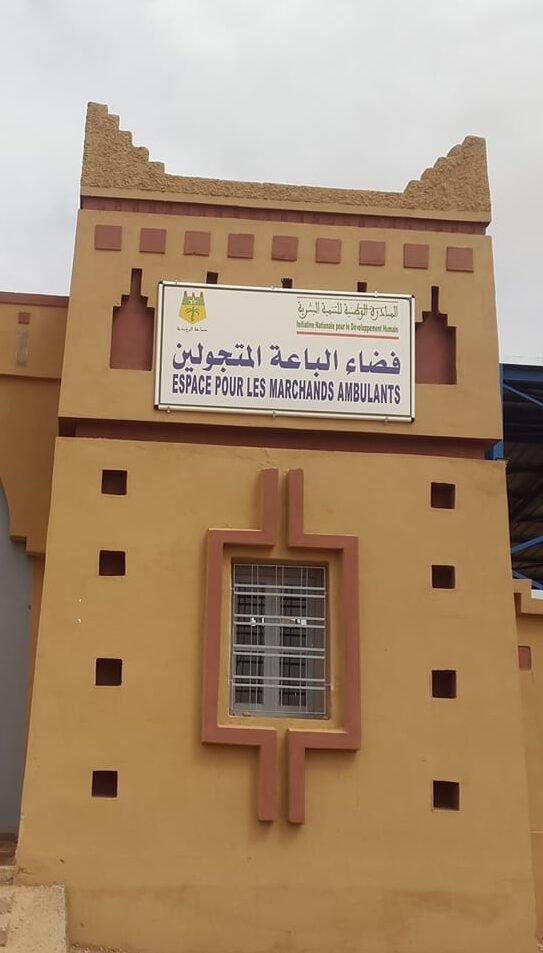 المبادرة الوطنية للتنمية البشرية
Initiative Nationale pour le Développement Humain
فضاء الباعة المتجولين
ESPACE POUR LES MARCHANDS AMBULANTS